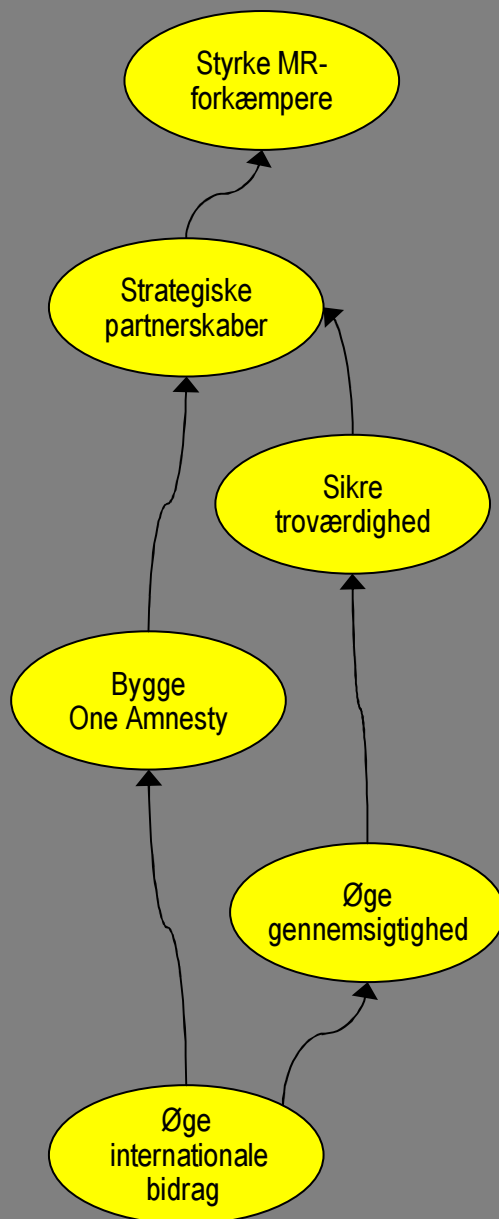 Styrke MR-
forkæmpere
Strategiske
partnerskaber
Sikre
troværdighed
Bygge
One Amnesty
Øge
gennemsigtighed
Øge
internationale
bidrag